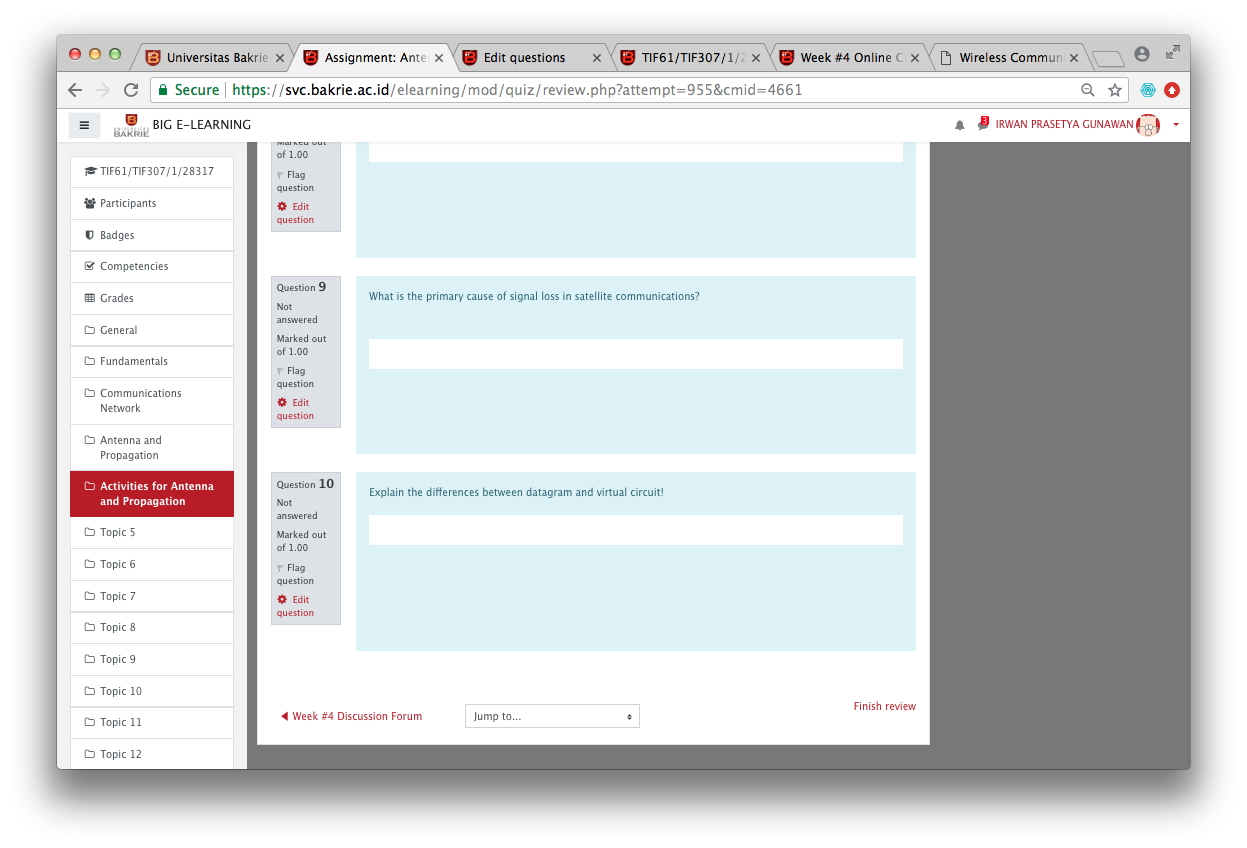 Universitas Bakrie
Assignment: Ante
Edit questions
TIF61/TIF307/1/2
Week #4 Online C
Wireless Commun
Secure
https://svc.bakrie.ac.id/elearning/mod/quiz/review.php?attempt=955&cmid=4661
UNIVERSITAS
BAKRIE
BIG E-LEARNING
3
IRWAN PRASETYA GUNAWAN
TIF61/TIF307/1/28317
Participants
Badges
Competencies
Grades
General
Fundamentals
Communications
Network
Antenna and
Propagation
Activities for Antenna
and Propagation
Topic 5
Topic 6
Topic 7
Topic 8
Topic 9
Topic 10
Topic 11
Topic 12
Marked out
of 1.00
Flag
question
Edit
question
Question 9
Not
answered
Marked out
of 1.00
Flag
question
Edit
question
What is the primary cause of signal loss in satellite communications?
Question 10
Not
answered
Marked out
of 1.00
Flag
question
Edit
question
Explain the differences between datagram and virtual circuit!
Week #4 Discussion Forum
Jump to...
Finish review